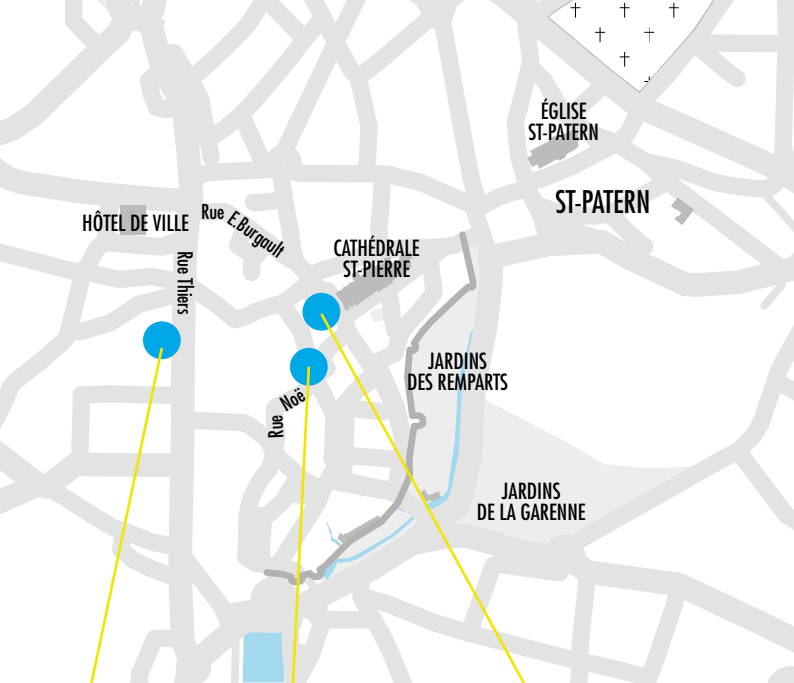 ÉGLISE
ST-PATERN
ST-PATERN
HÔTEL DE VILLE
Rue E.Burgault
CATHÉDRALE
ST-PIERRE
Rue Thiers
JARDINS
DES REMPARTS
Rue Noë
JARDINS
DE LA GARENNE